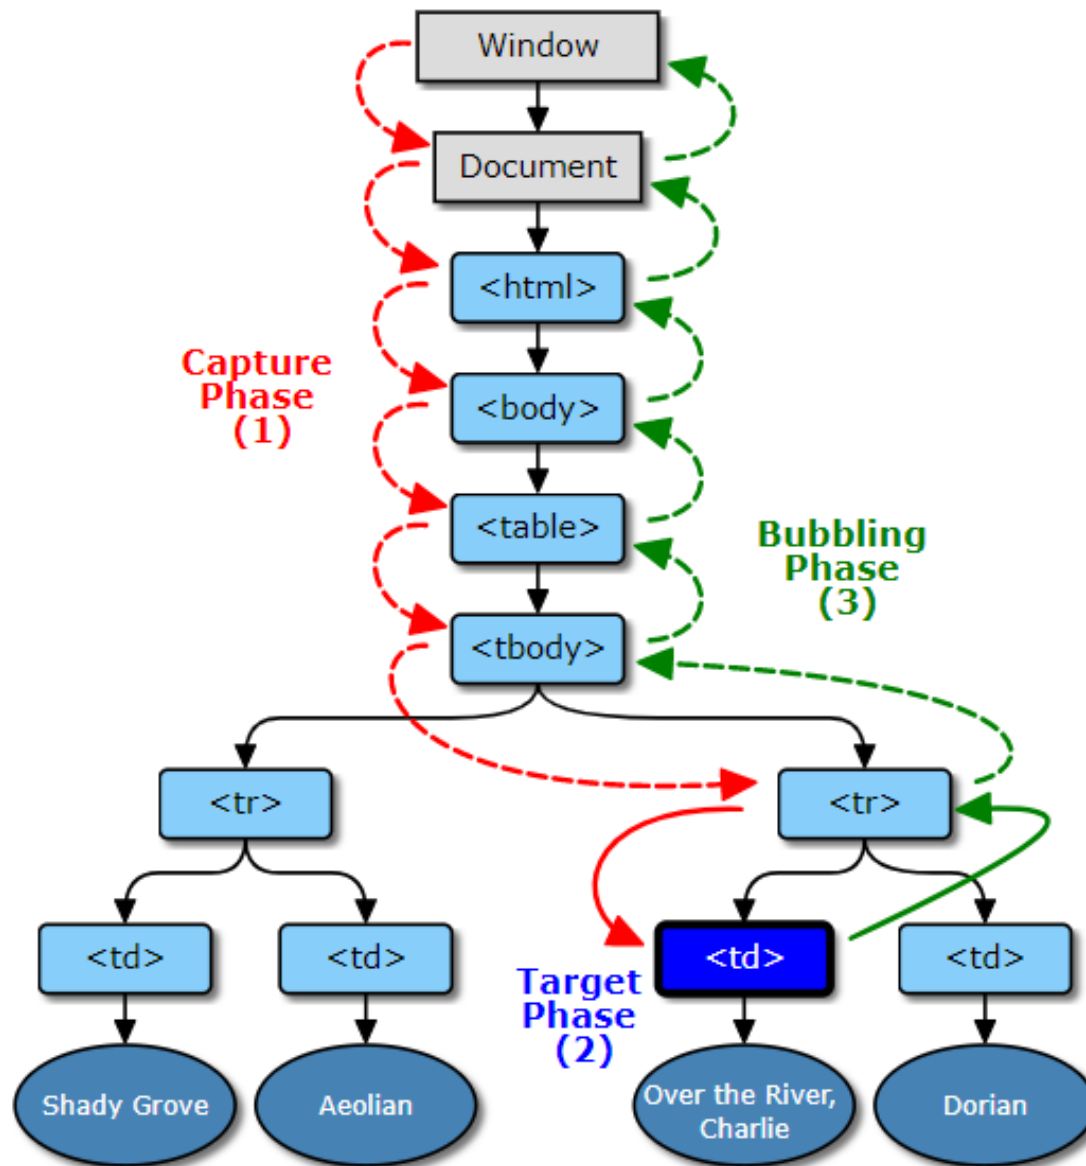 Window
Document
<html>
Capture
Phase
(1)
<body>
<table>
Bubbling
Phase
(3)
<tbody>
<tr>
<tr>
<td>
<td>
<td>
<td>
Target
Phase
(2)
Shady Grove
Aeolian
Over the River,
Charlie
Dorian